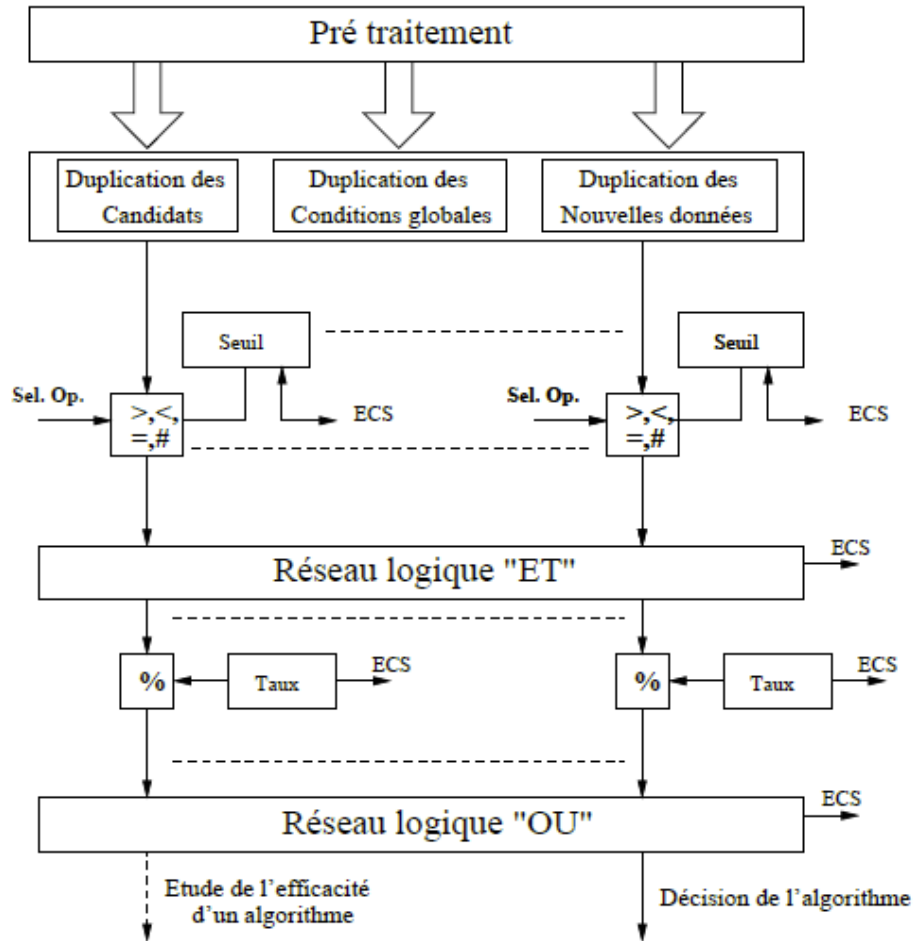 Pré traitement
Duplication des
Candidats
Duplication des
Conditions globales
Duplication des
Nouvelles données
Seuil
Seuil
Sel. Op.
>,<,
=,#
ECS
Sel. Op.
>,<,
=,#
ECS
Réseau logique "ET"
ECS
%
Taux
ECS
%
Taux
ECS
Réseau logique "OU"
ECS
Etude de l'efficacité
d'un algorithme
Décision de l'algorithme